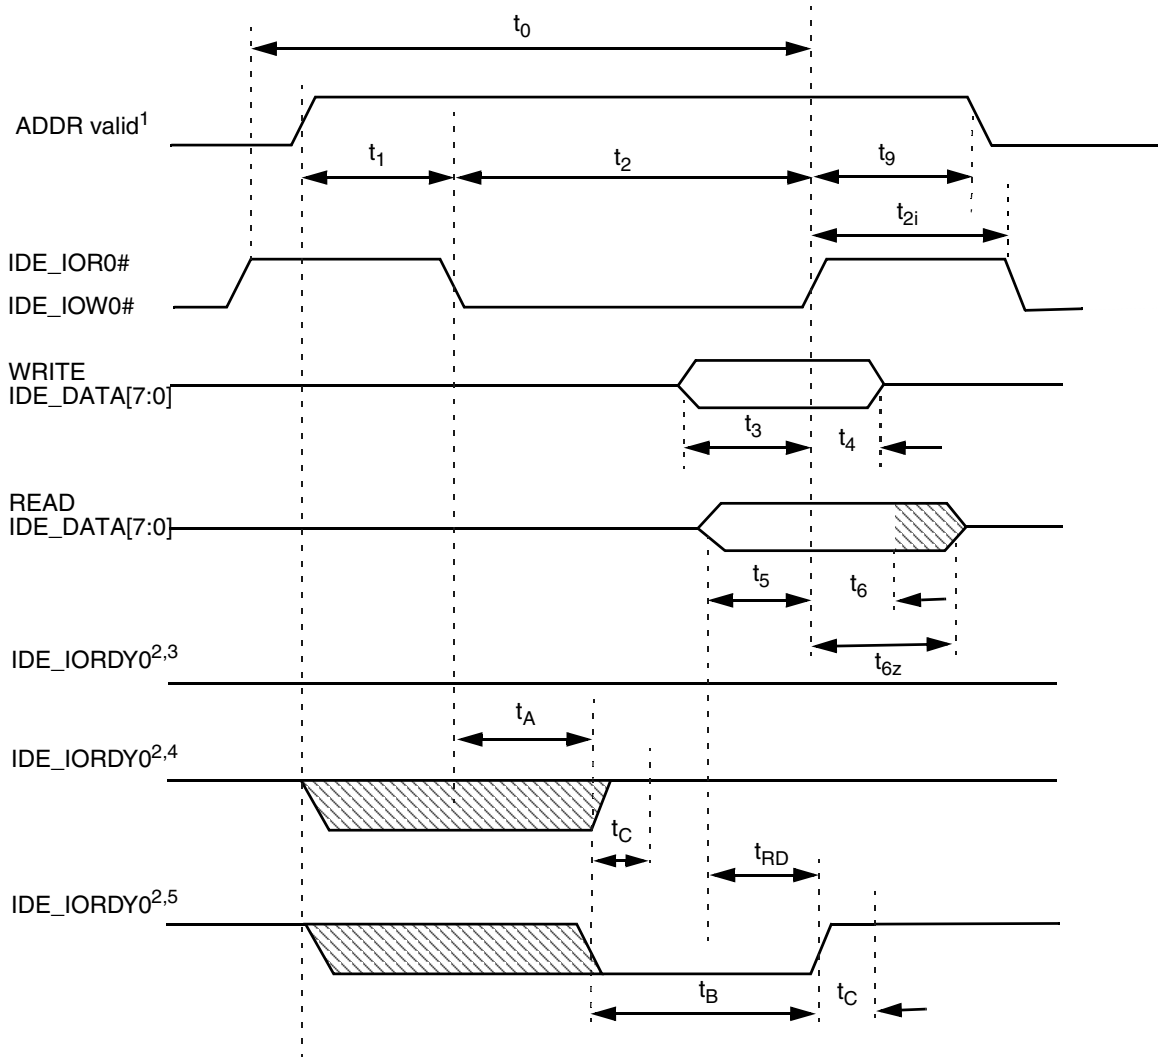 t0
ADDR valid1
t1
t2
t9
t2i
IDE_IOR0#
IDE_IOW0#
WRITE
IDE_DATA[7:0]
t3
t4
READ
IDE_DATA[7:0]
t5
t6
IDE_IORDY02,3
t6z
tA
IDE_IORDY02,4
tC
tRD
IDE_IORDY02,5
tB
tC